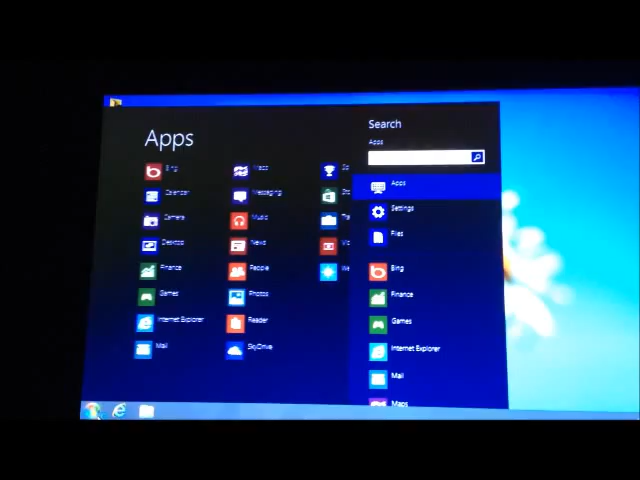 Apps
Bing
Calendar
Camera
Desktop
Finance
Games
Internet Explorer
Mail
Maps
Messaging
Music
News
People
Photos
Reader
SkyDrive
Search
Apps
Apps
Settings
Files
Bing
Finance
Games
Internet Explorer
Mail
Maps